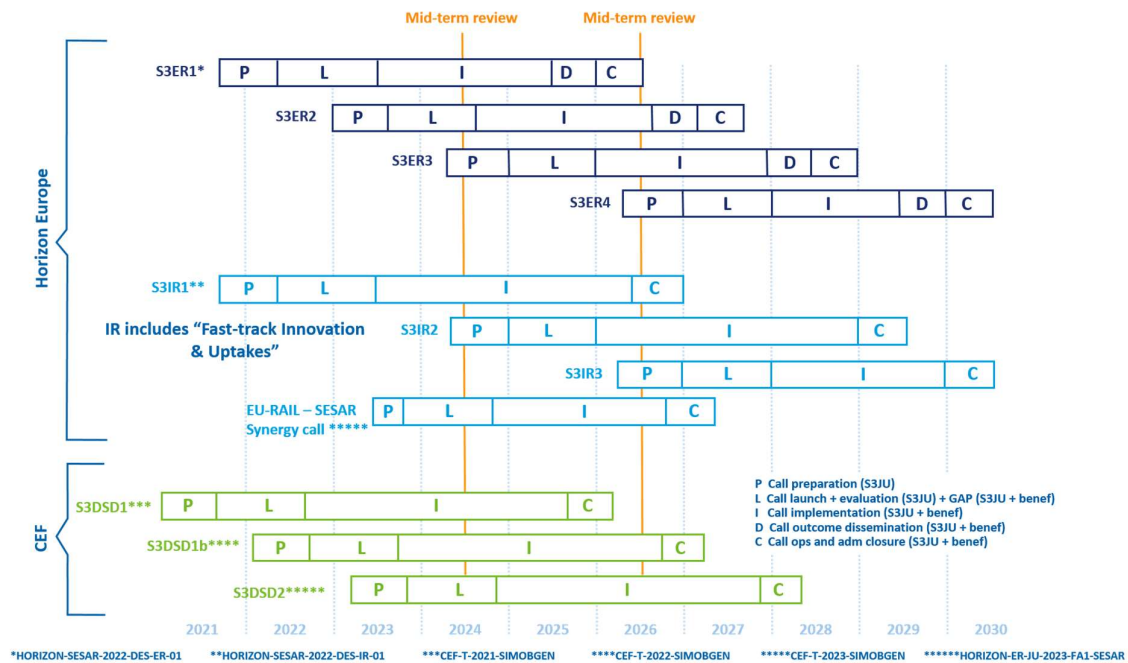 Mid-term review Mid-term review
Horizon Europe
S3ER1* P L I D C
S3ER2 P L I D C
S3ER3 P L I D C
S3ER4 P L I D C
S3IR1** P L I C
IR includes “Fast-track Innovation
& Uptakes”
S3IR2 P L I C
S3IR3 P L I C
EU-RAIL – SESAR
Synergy call *****
P L I C
CEF
S3DSD1*** P L I C
S3DSD1b**** P L I C
S3DSD2***** P L I C
P Call preparation (S3JU)
L Call launch + evaluation (S3JU) + GAP (S3JU + benef)
I Call implementation (S3JU + benef)
D Call outcome dissemination (S3JU + benef)
C Call ops and adm closure (S3JU + benef)
2021 2022 2023 2024 2025 2026 2027 2028 2029 2030
*HORIZON-SESAR-2022-DES-ER-01 **HORIZON-SESAR-2022-DES-IR-01 ***CEF-T-2021-SIMOBGEN ****CEF-T-2022-SIMOBGEN *****CEF-T-2023-SIMOBGEN ******HORIZON-ER-JU-2023-FA1-SESAR